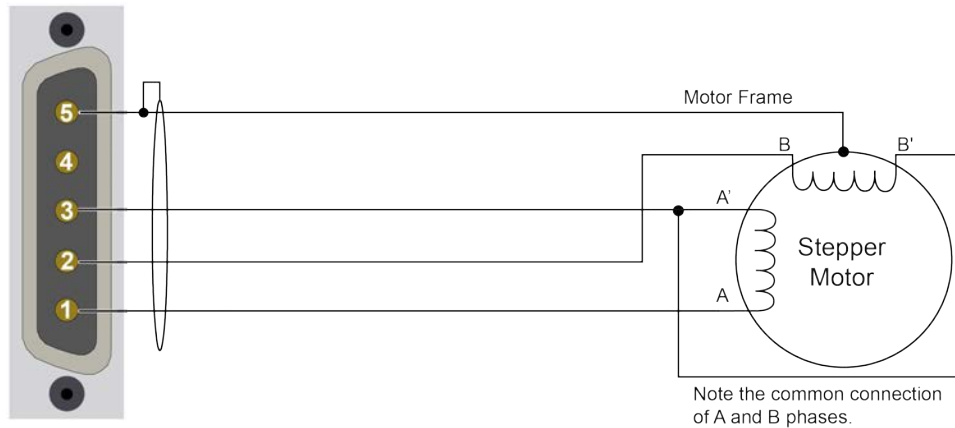 5
Motor Frame
B
B'
4
A'
3
Stepper
Motor
2
A
1
Note the common connection
of A and B phases.